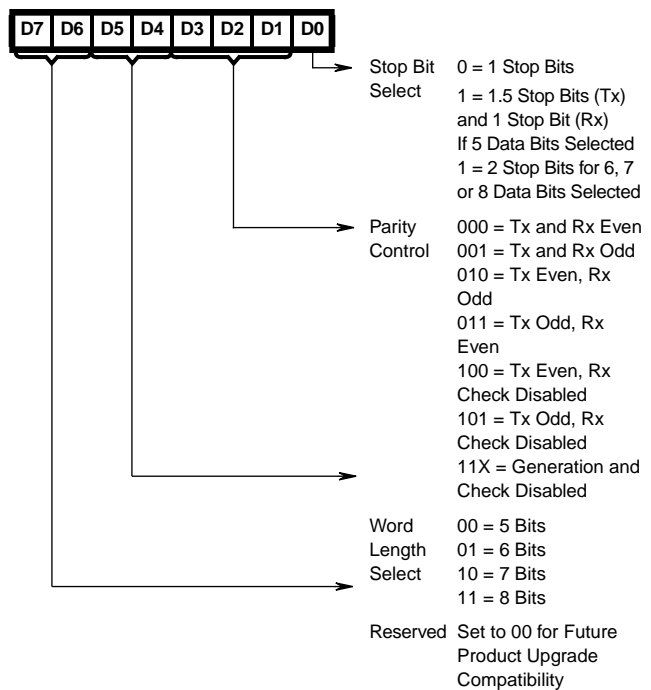 D7 D6 D5 D4 D3 D2 D1 D0
Stop Bit 0 = 1 Stop Bits
Select 1 = 1.5 Stop Bits (Tx)
and 1 Stop Bit (Rx)
If 5 Data Bits Selected
1 = 2 Stop Bits for 6, 7
or 8 Data Bits Selected
Parity 000 = Tx and Rx Even
Control 001 = Tx and Rx Odd
010 = Tx Even, Rx
Odd
011 = Tx Odd, Rx
Even
100 = Tx Even, Rx
Check Disabled
101 = Tx Odd, Rx
Check Disabled
11X = Generation and
Check Disabled
Word 00 = 5 Bits
Length 01 = 6 Bits
Select 10 = 7 Bits
11 = 8 Bits
Reserved Set to 00 for Future
Product Upgrade
Compatibility